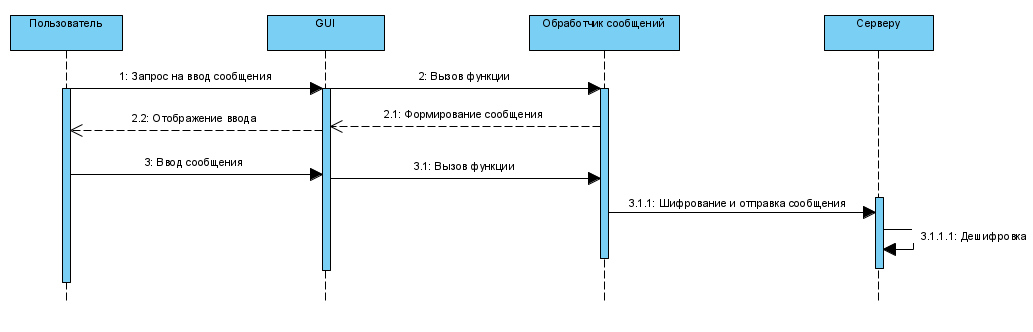 Пользователь
GUI
Обработчик сообщений
Серверу
1: Запрос на ввод сообщения
2: Вызов функции
2.1: Формирование сообщения
2.2: Отображение ввода
3: Ввод сообщения
3.1: Вызов функции
3.1.1: Шифрование и отправка сообщения
3.1.1.1: Дешифровка